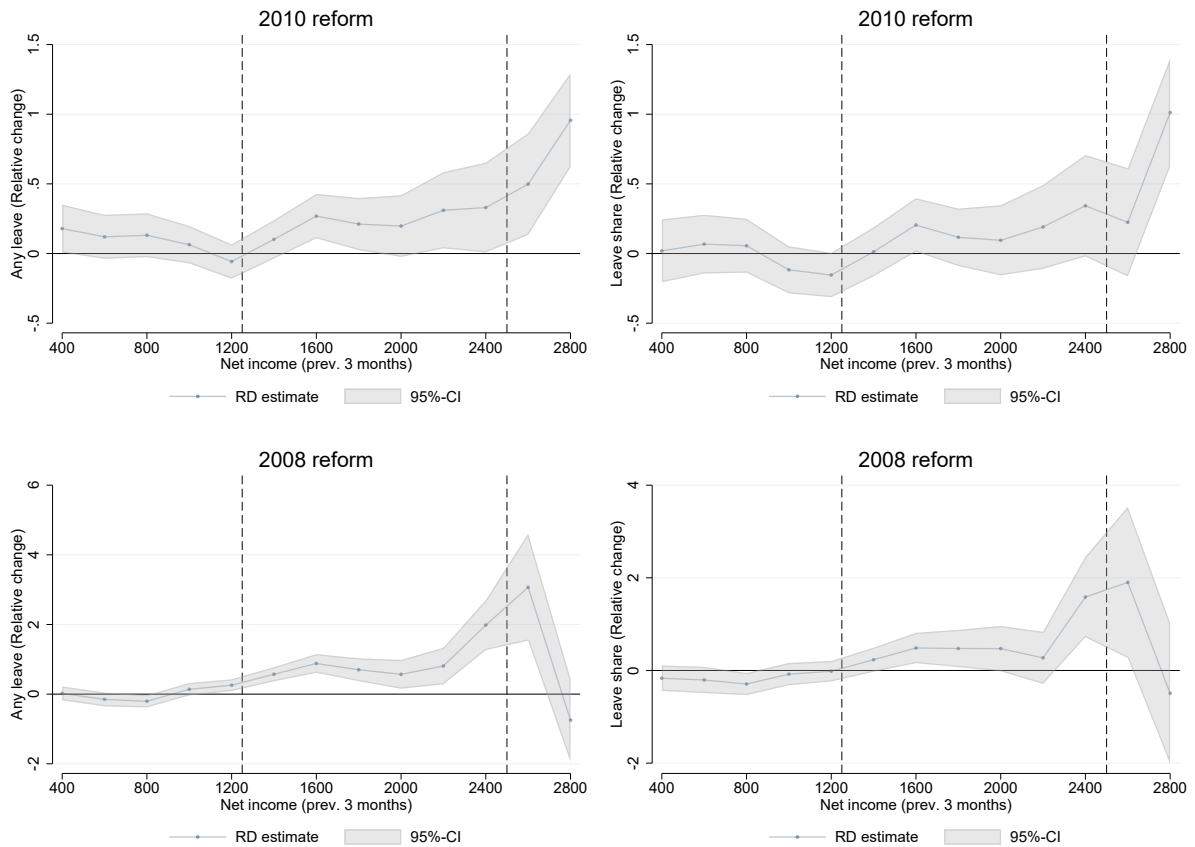 2010 reform
Any leave (Relative change)
1.5
1
.5
0
-.5
400 800 1200 1600 2000 2400 2800
Net income (prev. 3 months)
RD estimate 95%-CI
2010 reform
Leave share (Relative change)
1.5
1
.5
0
-.5
400 800 1200 1600 2000 2400 2800
Net income (prev. 3 months)
RD estimate 95%-CI
2008 reform
Any leave (Relative change)
6
4
2
0
-2
400 800 1200 1600 2000 2400 2800
Net income (prev. 3 months)
RD estimate 95%-CI
2008 reform
Leave share (Relative change)
4
2
0
-2
400 800 1200 1600 2000 2400 2800
Net income (prev. 3 months)
RD estimate 95%-CI